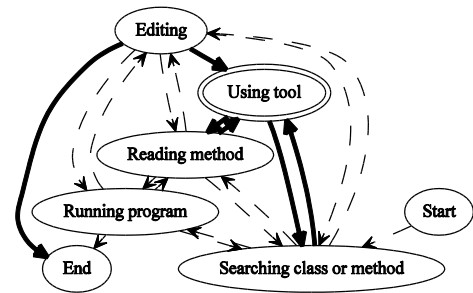 Editing
Using tool
Reading method
Running program
Start
End
Searching class or method